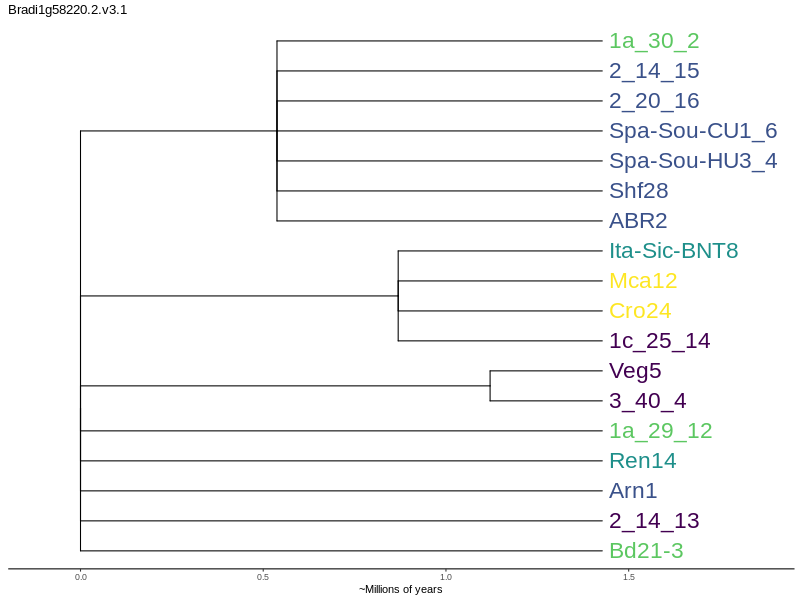 Bradi1g58220.2.v3.1
1a_30_2
2_14_15
2_20_16
Spa-Sou-CU1_6
Spa-Sou-HU3_4
Shf28
ABR2
Ita-Sic-BNT8
Mca12
Cro24
1c_25_14
Veg5
3_40_4
1a_29_12
Ren14
Arn1
2_14_13
Bd21-3
0.0 0.5 1.0 1.5
~Millions of years